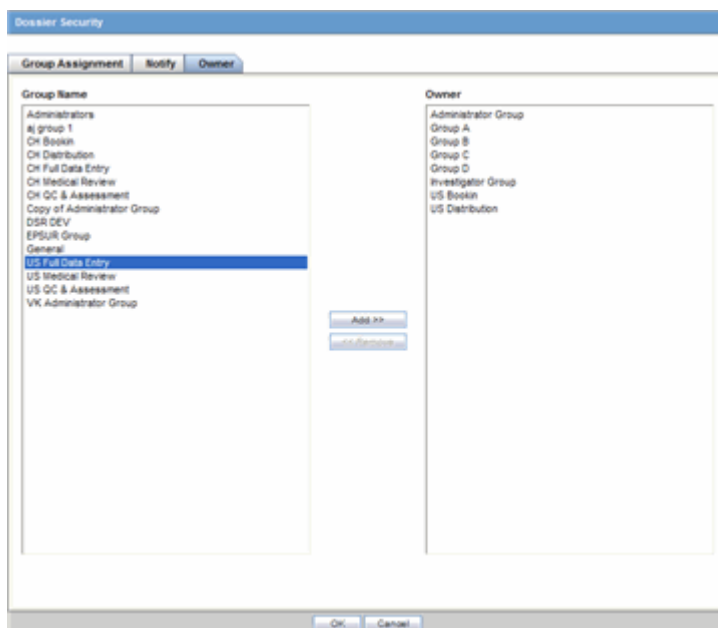 Dossier Security
Group Assignment
Notify
Owner
Group Name
Administrators
aj group 1
CH Bookin
CH Distribution
CH Full Data Entry
CH Medical Review
CH QC & Assessment
Copy of Administrator Group
DSR DEV
EPSUR Group
General
US Full Data Entry
US Medical Review
US QC & Assessment
VK Administrator Group
Add >>
<< Remove
Owner
Administrator Group
Group A
Group B
Group C
Group D
Investigator Group
US Bookin
US Distribution
OK
Cancel